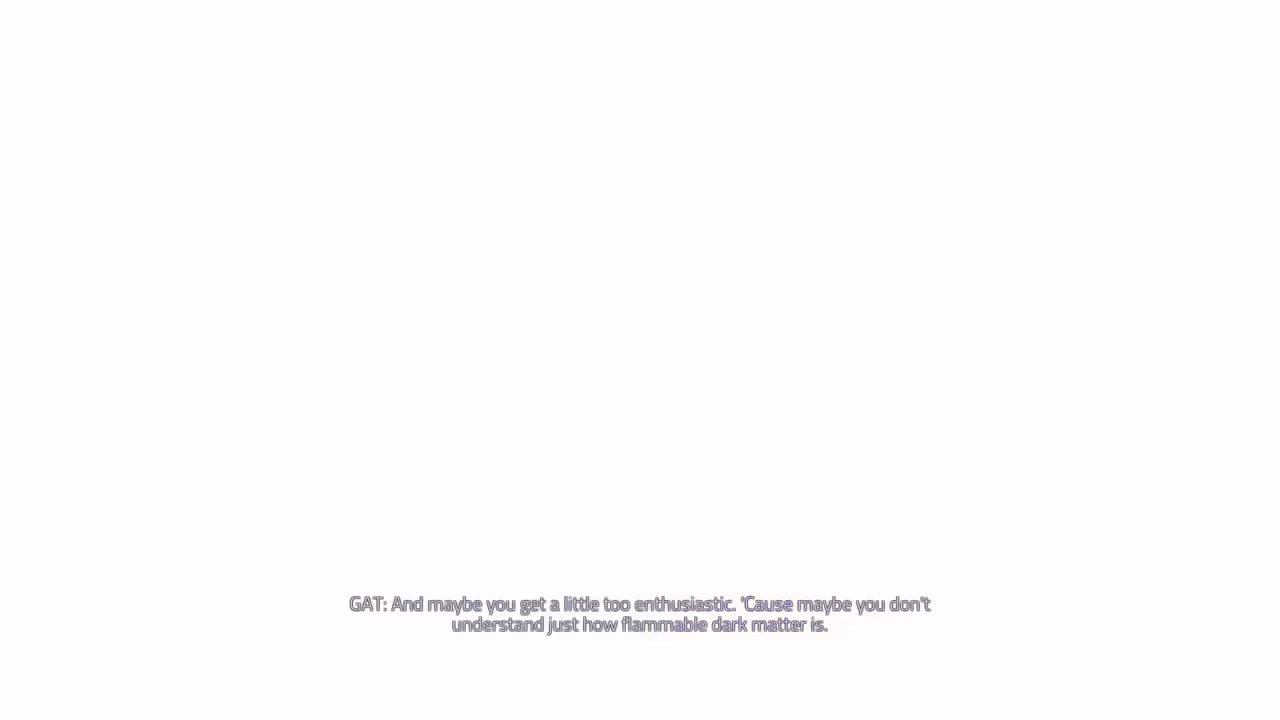 GAT: And maybe you get a little too enthusiastic. 'Cause maybe you don't
understand just how flammable dark matter is.